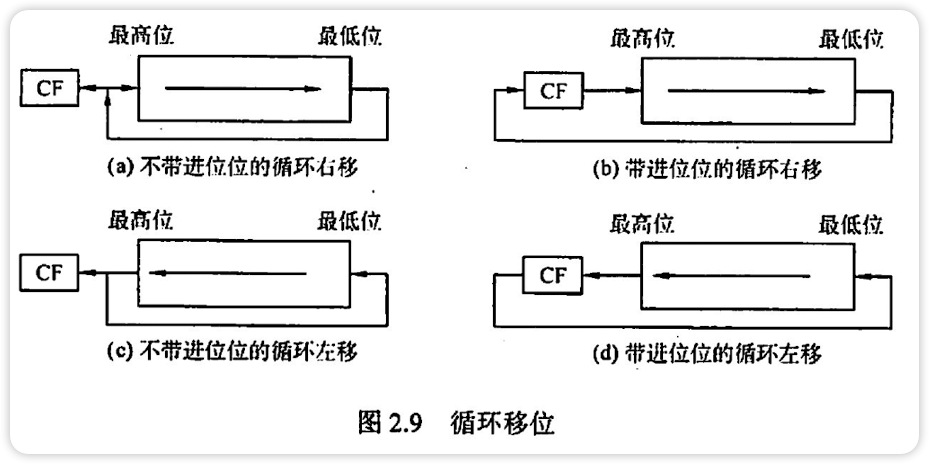 最高位 最低位 最高位 最低位
CF CF
(a) 不带进位位的循环右移 (b) 带进位位的循环右移
最高位 最低位 最高位 最低位
CF CF
(c) 不带进位位的循环左移 (d) 带进位位的循环左移
图 2.9 循环移位